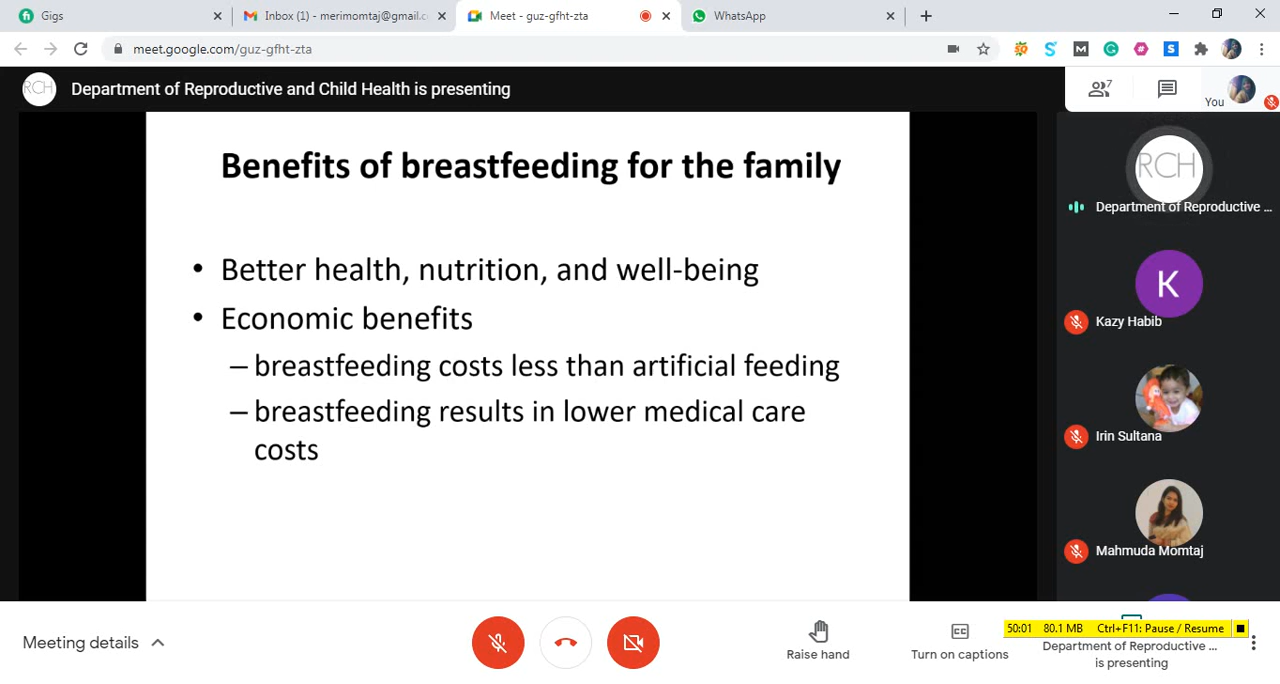 Gigs
Inbox (1) - merimomtaj@gmail.c
Meet - guz-gfht-zta
WhatsApp
meet.google.com/guz-gfht-zta
RCH
Department of Reproductive and Child Health is presenting
7
You
Benefits of breastfeeding for the family
• Better health, nutrition, and well-being
• Economic benefits
– breastfeeding costs less than artificial feeding
– breastfeeding results in lower medical care
costs
RCH
Department of Reproductive ...
K
Kazy Habib
Irin Sultana
Mahmuda Momtaj
Meeting details
Raise hand
Turn on captions
50:01 80.1 MB Ctrl+F11: Pause / Resume
Department of Reproductive ...
is presenting